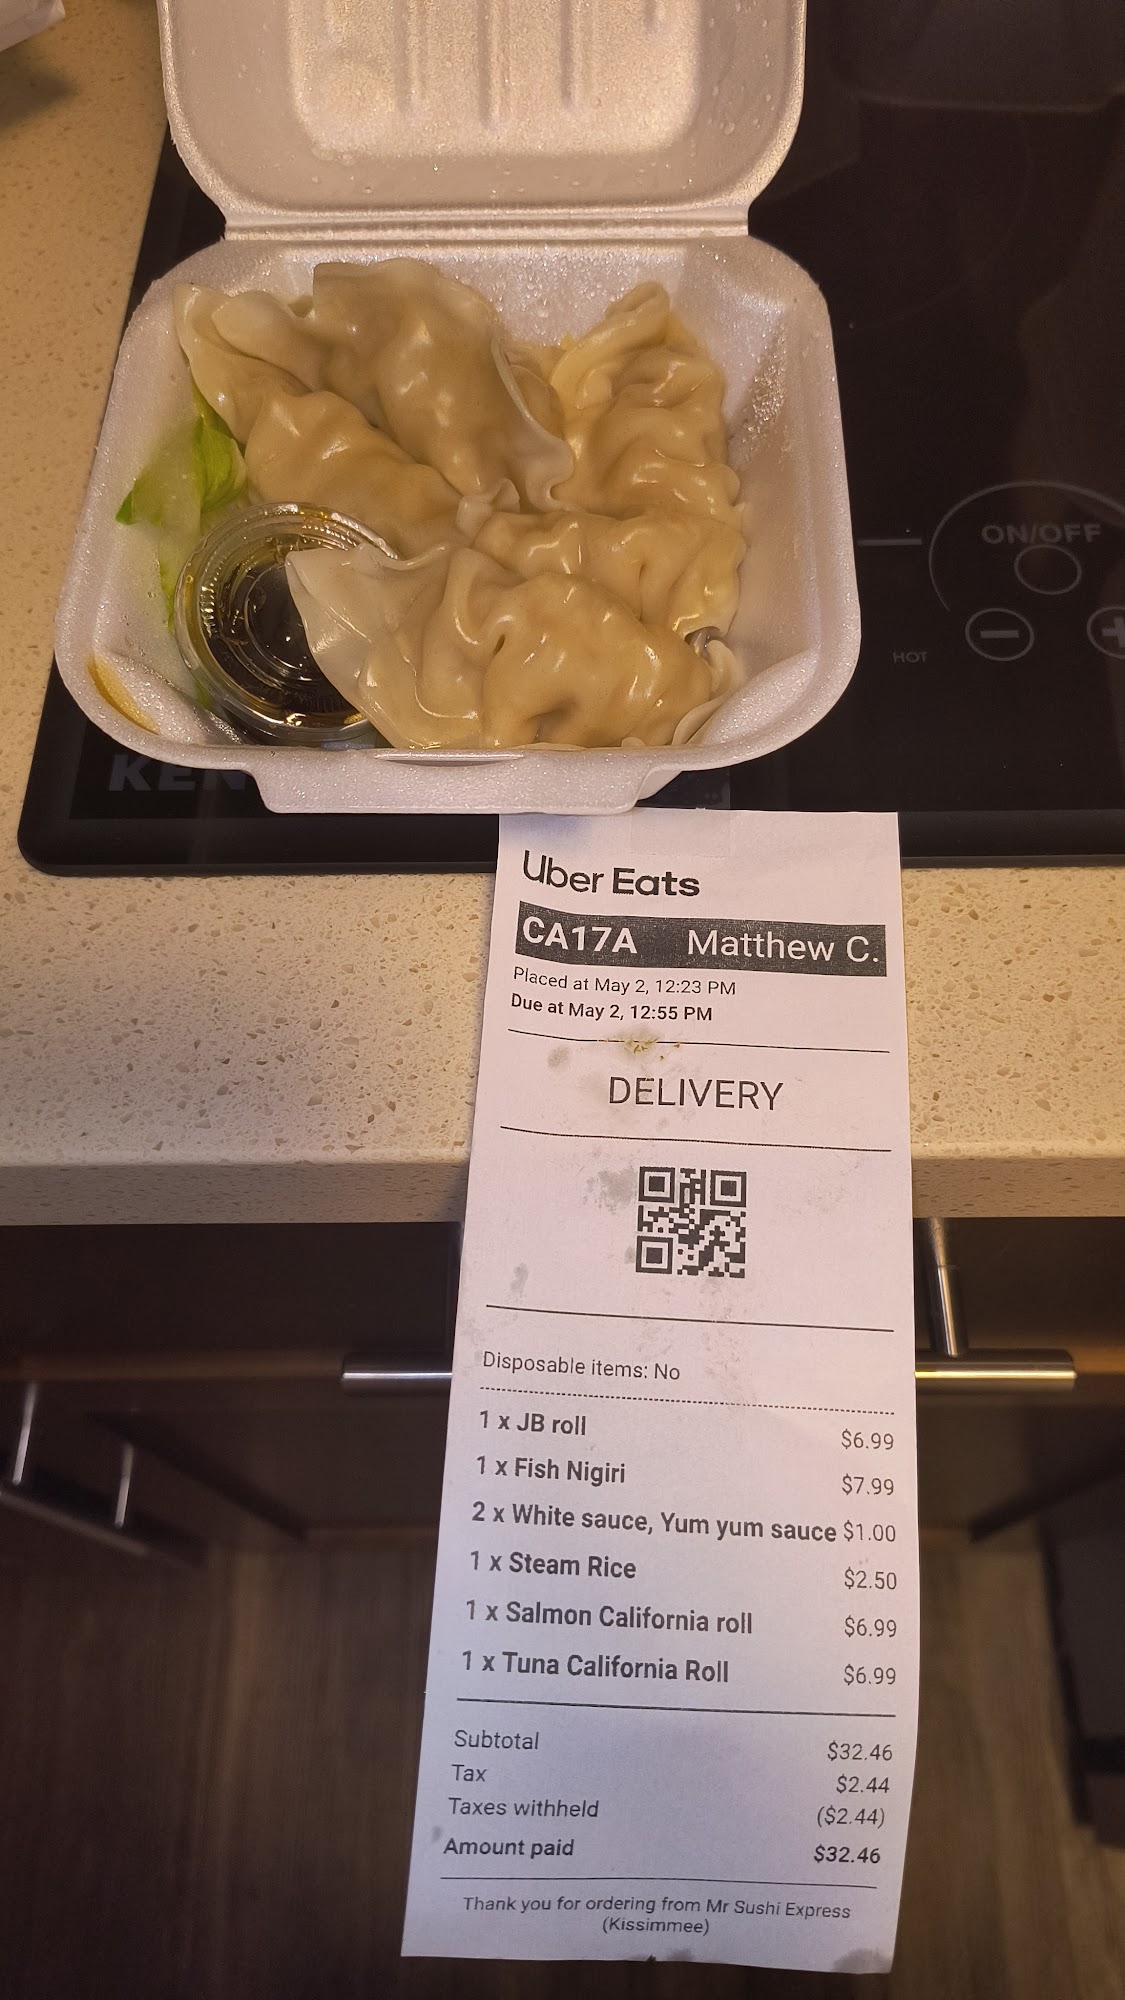 ON/OFF
HOT
KEN
Uber Eats
CA17A Matthew C.
Placed at May 2, 12:23 PM
Due at May 2, 12:55 PM
DELIVERY
Disposable items: No
1 x JB roll $6.99
1 x Fish Nigiri $7.99
2 x White sauce, Yum yum sauce $1.00
1 x Steam Rice $2.50
1 x Salmon California roll $6.99
1 x Tuna California Roll $6.99
Subtotal $32.46
Tax $2.44
Taxes withheld ($2.44)
Amount paid $32.46
Thank you for ordering from Mr Sushi Express
(Kissimmee)